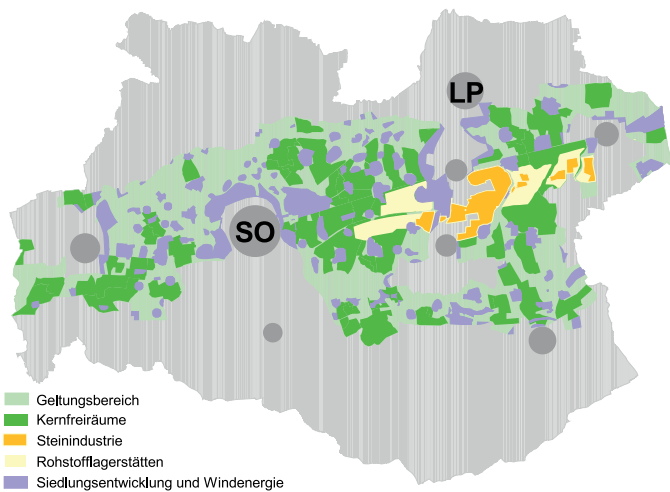 LP
SO
Geltungsbereich
Kernfreiräume
Steinindustrie
Rohstofflagerstätten
Siedlungsentwicklung und Windenergie